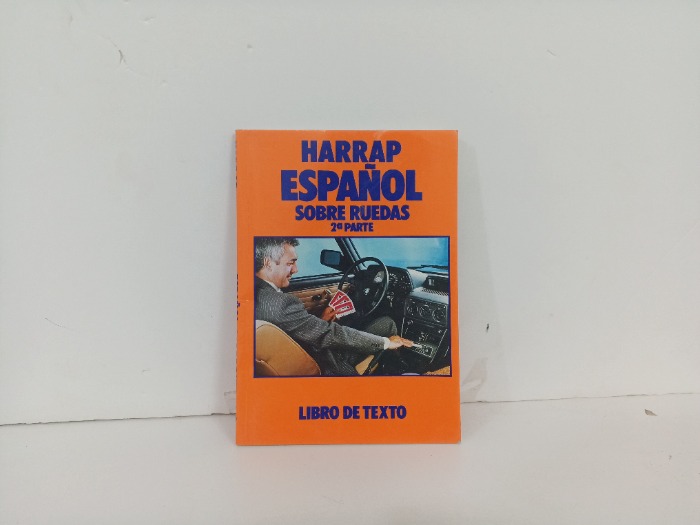 HARRAP
ESPAÑOL
SOBRE RUEDAS
2ª PARTE
LIBRO DE TEXTO